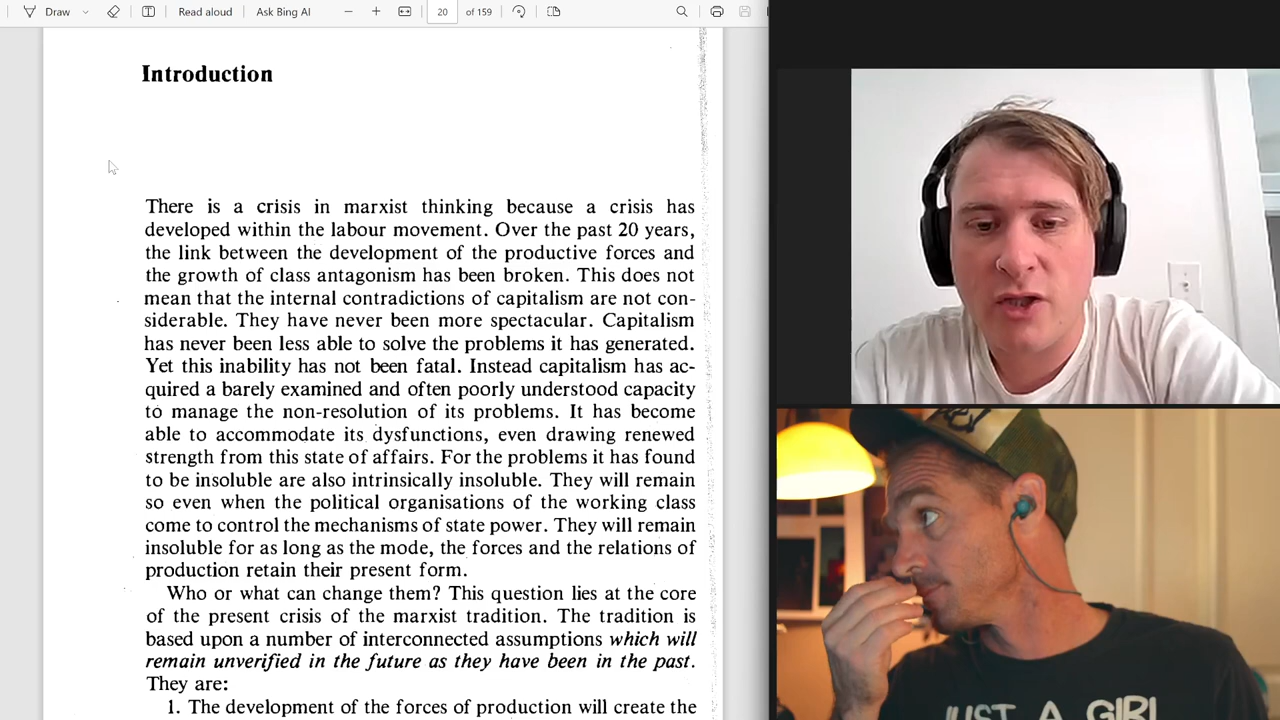 Draw
Read aloud
Ask Bing AI
20 of 159
Introduction
There is a crisis in marxist thinking because a crisis has
developed within the labour movement. Over the past 20 years,
the link between the development of the productive forces and
the growth of class antagonism has been broken. This does not
mean that the internal contradictions of capitalism are not con-
siderable. They have never been more spectacular. Capitalism
has never been less able to solve the problems it has generated.
Yet this inability has not been fatal. Instead capitalism has ac-
quired a barely examined and often poorly understood capacity
to manage the non-resolution of its problems. It has become
able to accommodate its dysfunctions, even drawing renewed
strength from this state of affairs. For the problems it has found
to be insoluble are also intrinsically insoluble. They will remain
so even when the political organisations of the working class
come to control the mechanisms of state power. They will remain
insoluble for as long as the mode, the forces and the relations of
production retain their present form.
Who or what can change them? This question lies at the core
of the present crisis of the marxist tradition. The tradition is
based upon a number of interconnected assumptions which will
remain unverified in the future as they have been in the past.
They are:
1. The development of the forces of production will create the
JUST A GIRL